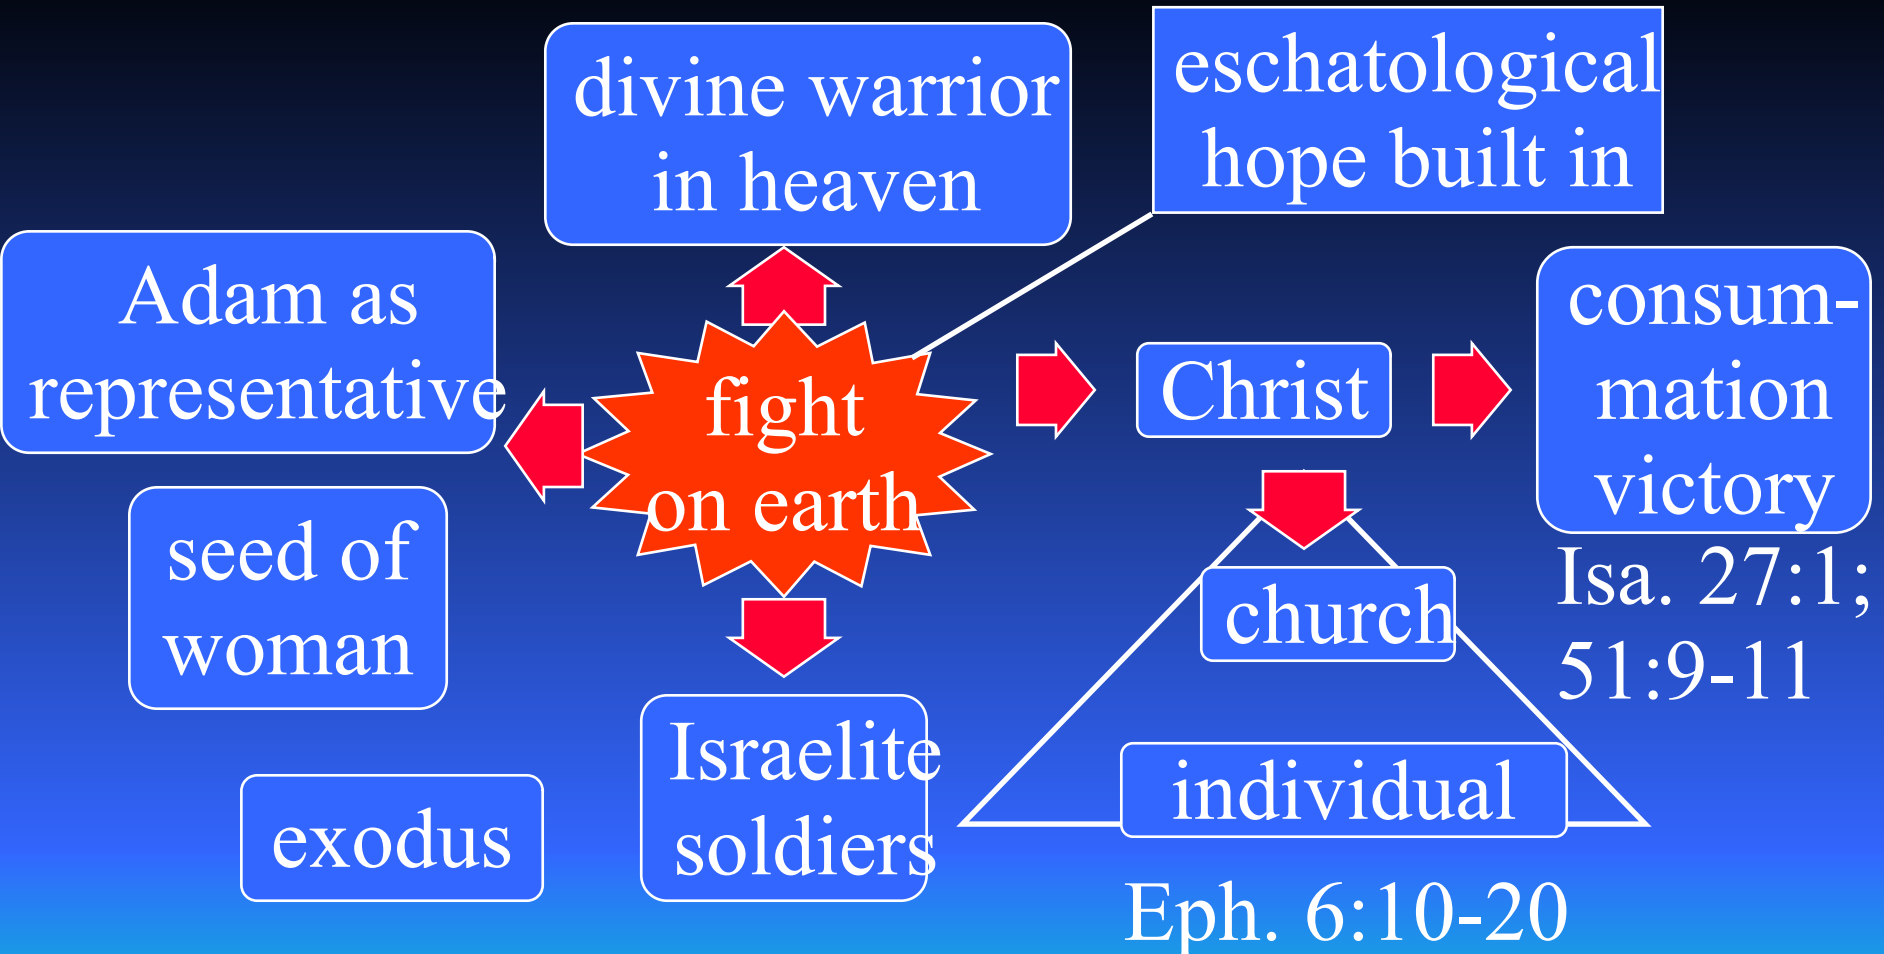 divine warrior
in heaven
eschatological
hope built in
Adam as
representative
fight
on earth
Christ
consum-
mation
victory
Isa. 27:1;
51:9-11
seed of
woman
church
Israelite
soldiers
individual
exodus
Eph. 6:10-20